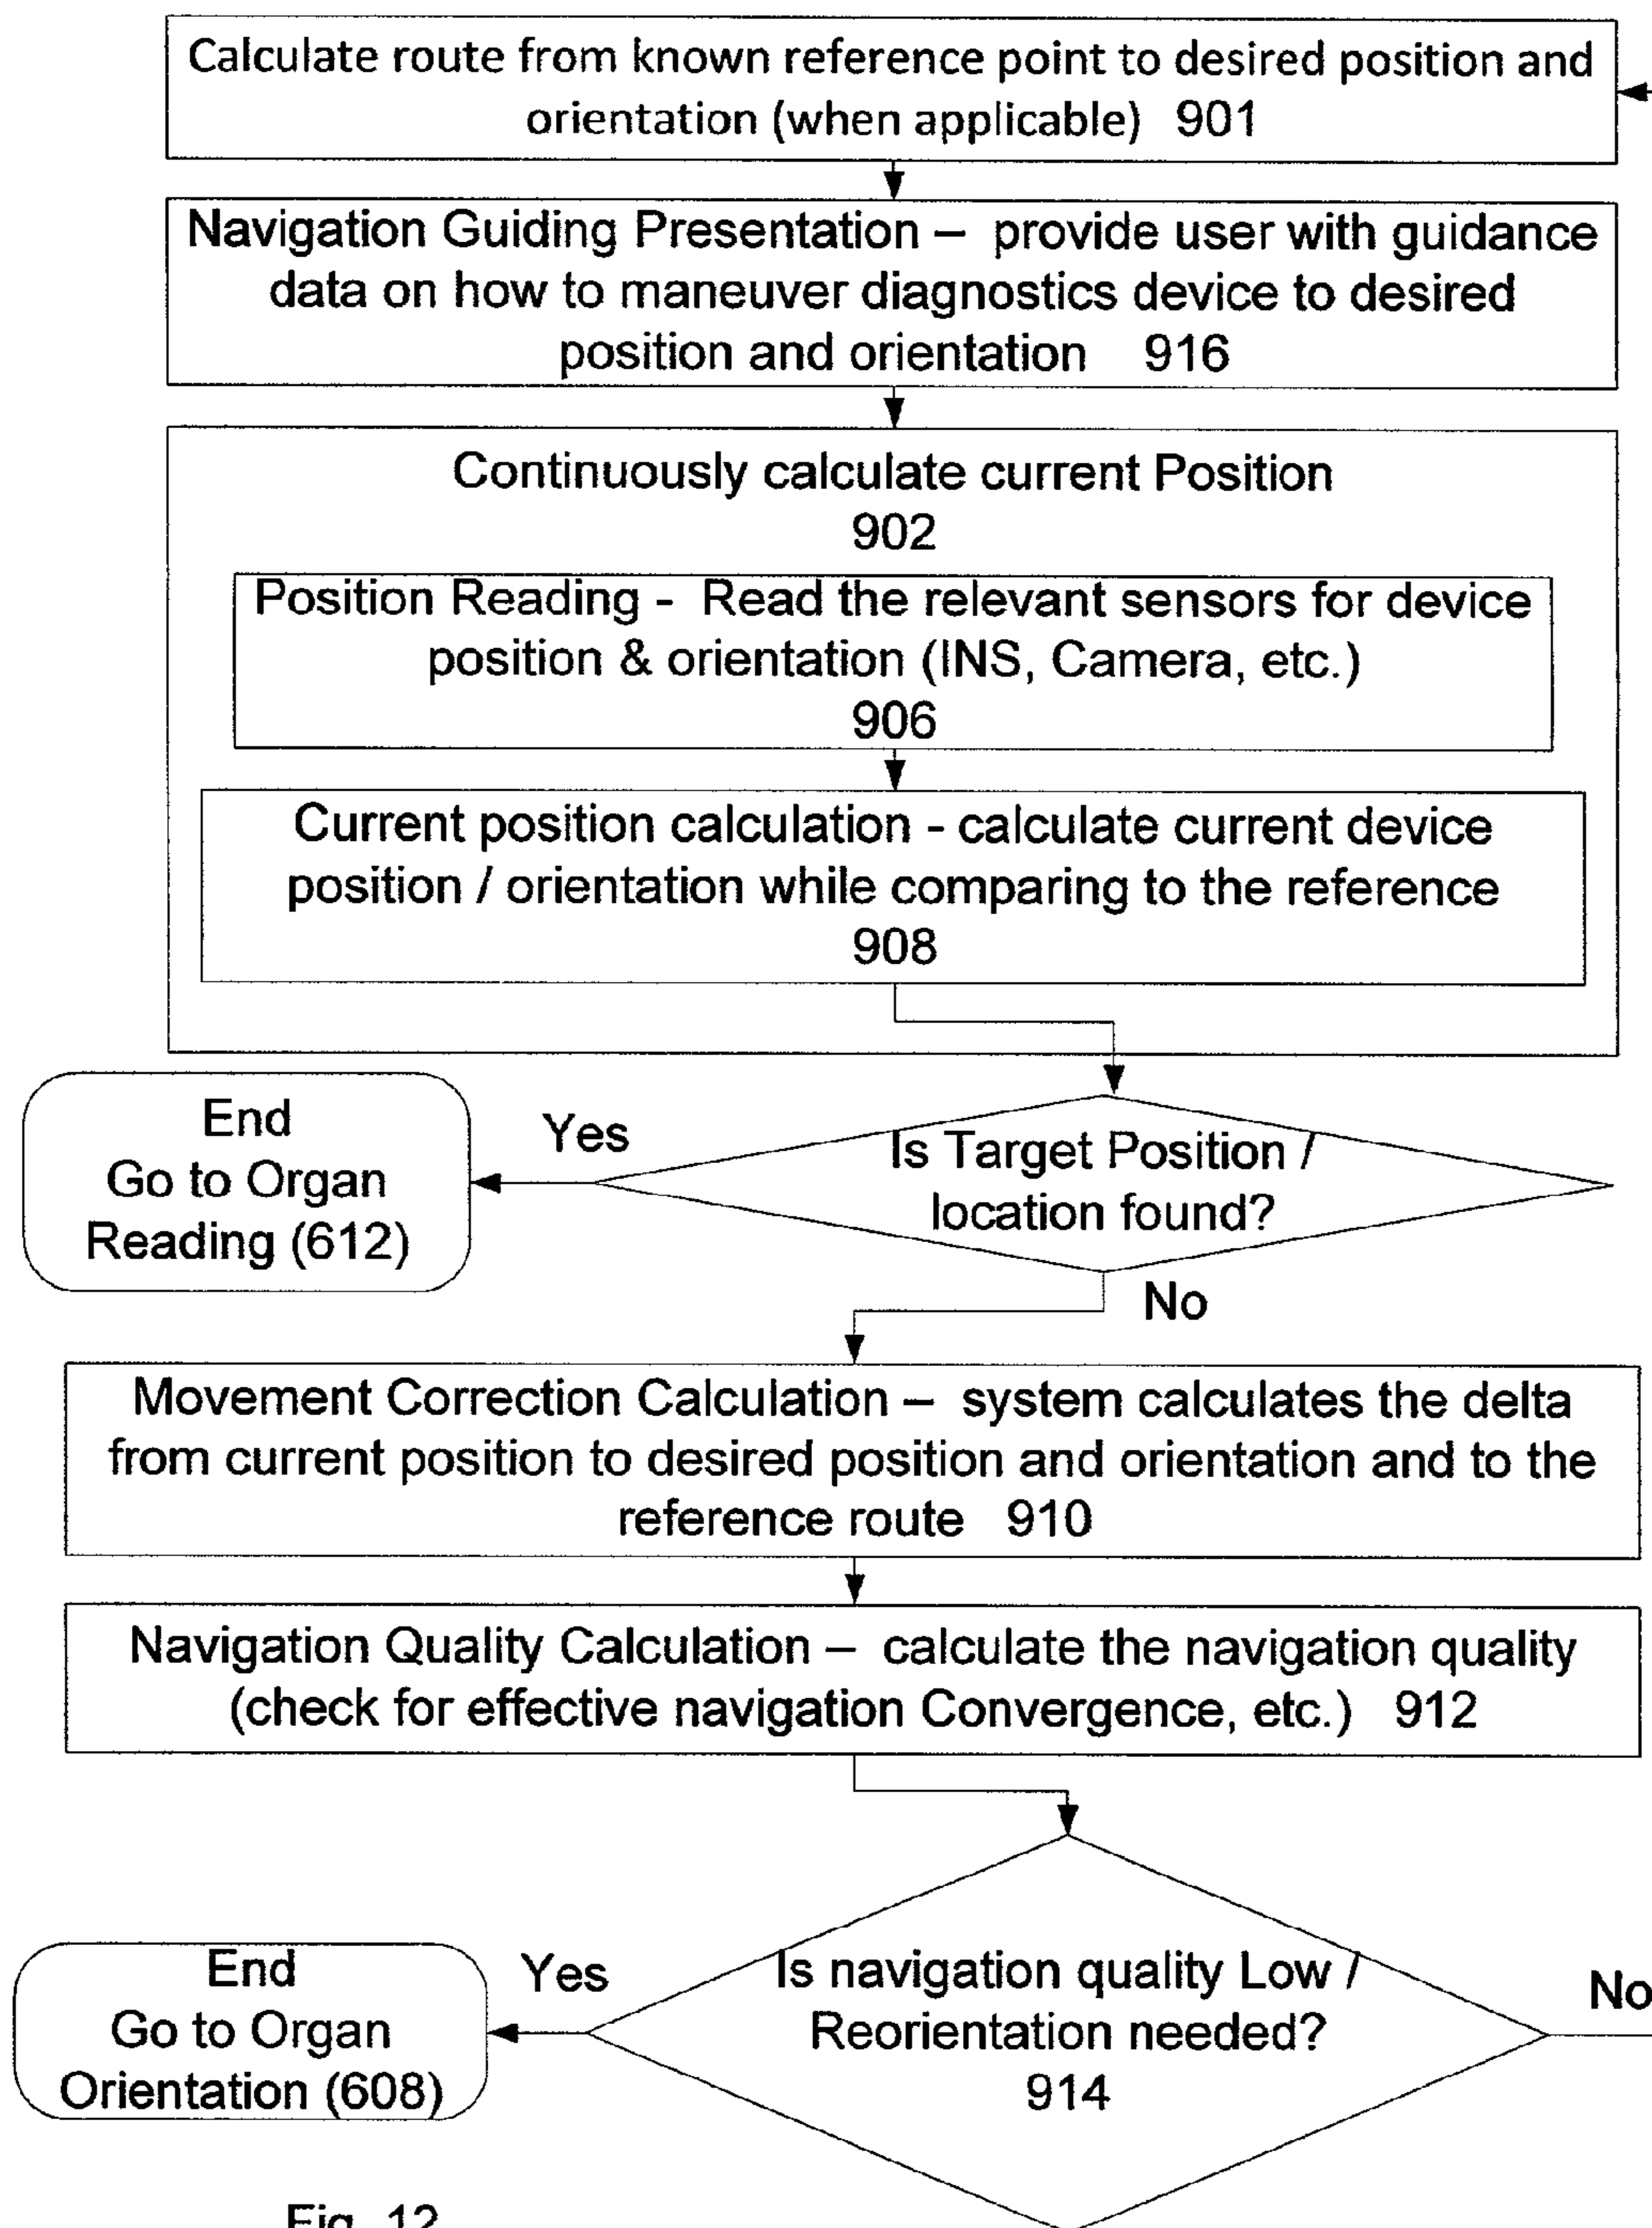 Calculate route from known reference point to desired position and
orientation (when applicable) 901
Navigation Guiding Presentation – provide user with guidance
data on how to maneuver diagnostics device to desired
position and orientation 916
Continuously calculate current Position
902
Position Reading - Read the relevant sensors for device
position & orientation (INS, Camera, etc.)
906
Current position calculation - calculate current device
position / orientation while comparing to the reference
908
End
Go to Organ
Reading (612)
Yes
Is Target Position /
location found?
No
Movement Correction Calculation – system calculates the delta
from current position to desired position and orientation and to the
reference route 910
Navigation Quality Calculation – calculate the navigation quality
(check for effective navigation Convergence, etc.) 912
End
Go to Organ
Orientation (608)
Yes
Is navigation quality Low /
Reorientation needed?
914
No
Fig. 12